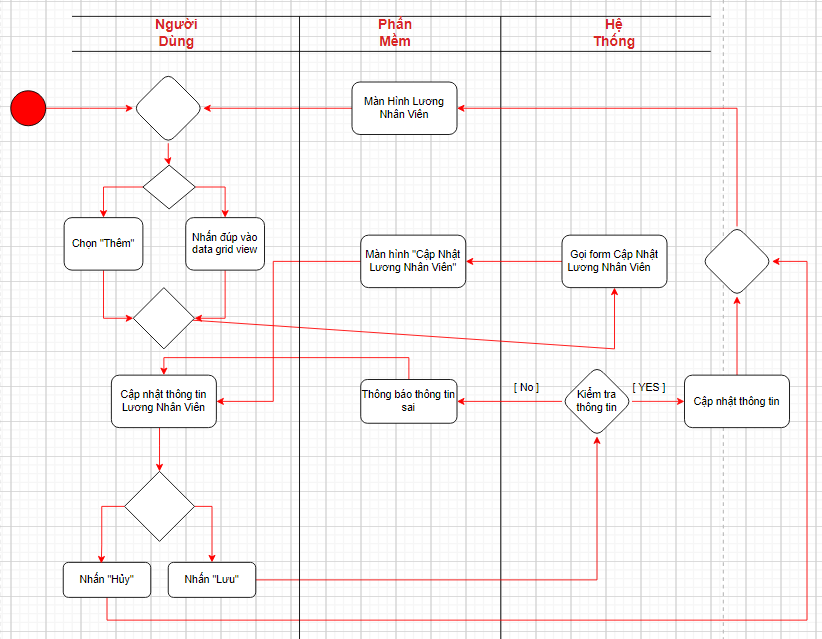 Người
Dùng
Phần
Mềm
Hệ
Thống
Màn Hình Lương
Nhân Viên
Chọn "Thêm"
Nhấn đúp vào
data grid view
Màn hình "Cập Nhật
Lương Nhân Viên"
Gọi form Cập Nhật
Lương Nhân Viên
Cập nhật thông tin
Lương Nhân Viên
Thông báo thông tin
sai
[ No ]
Kiểm tra
thông tin
[ YES ]
Cập nhật thông tin
Nhấn "Hủy"
Nhấn "Lưu"